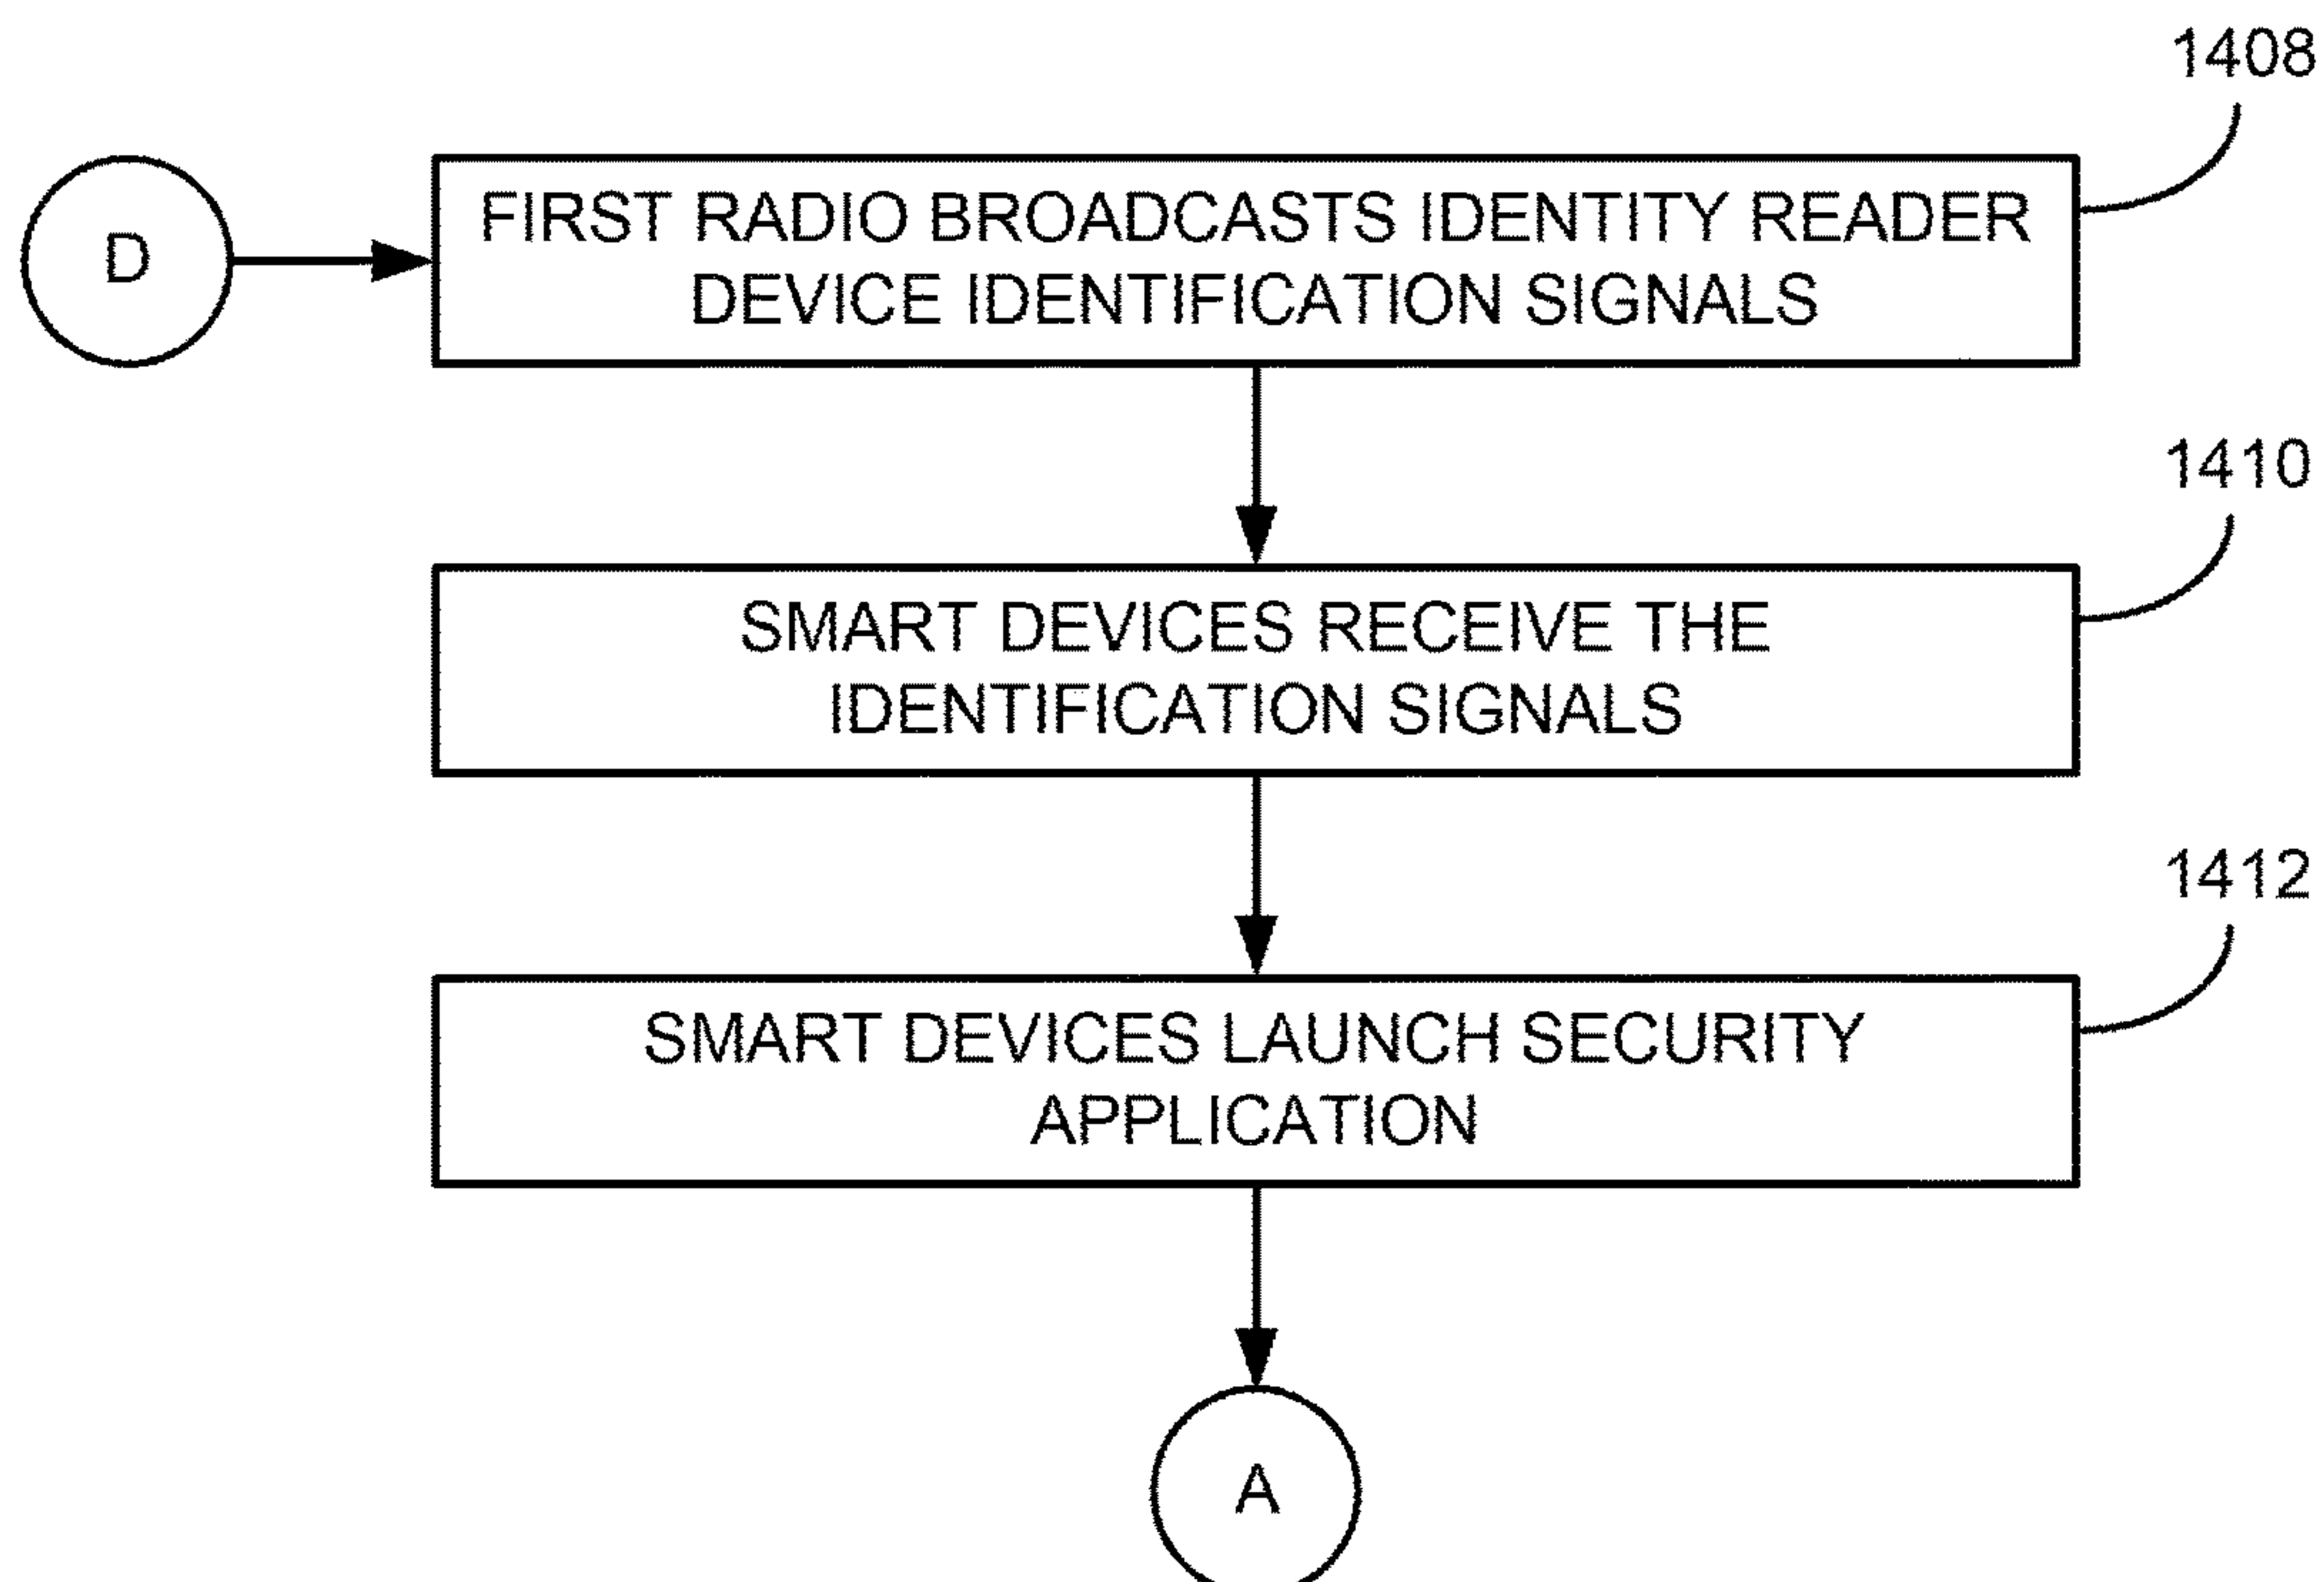 1408
D
FIRST RADIO BROADCASTS IDENTITY READER
DEVICE IDENTIFICATION SIGNALS
1410
SMART DEVICES RECEIVE THE
IDENTIFICATION SIGNALS
1412
SMART DEVICES LAUNCH SECURITY
APPLICATION
A